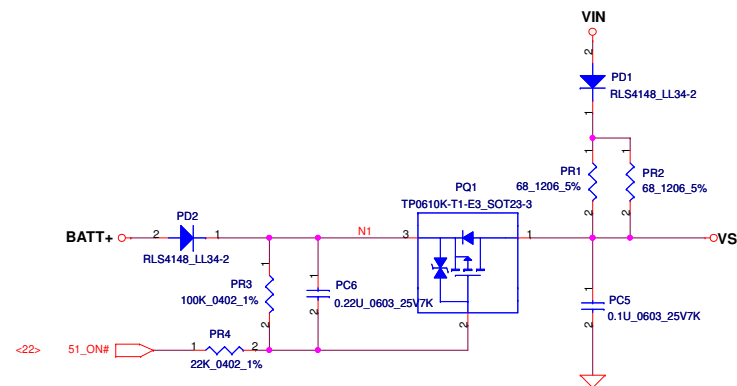 VIN
2
PD1
RLS4148_LL34-2
1
1
1
PR1
68_1206_5%
PR2
68_1206_5%
2
2
PQ1
TP0610K-T1-E3_SOT23-3
BATT+
2
PD2
1
RLS4148_LL34-2
N1
3
1
VS
1
PR3
100K_0402_1%
2
1
PC6
0.22U_0603_25V7K
2
2
1
PC5
0.1U_0603_25V7K
2
<22>
51_ON#
1
PR4
2
22K_0402_1%